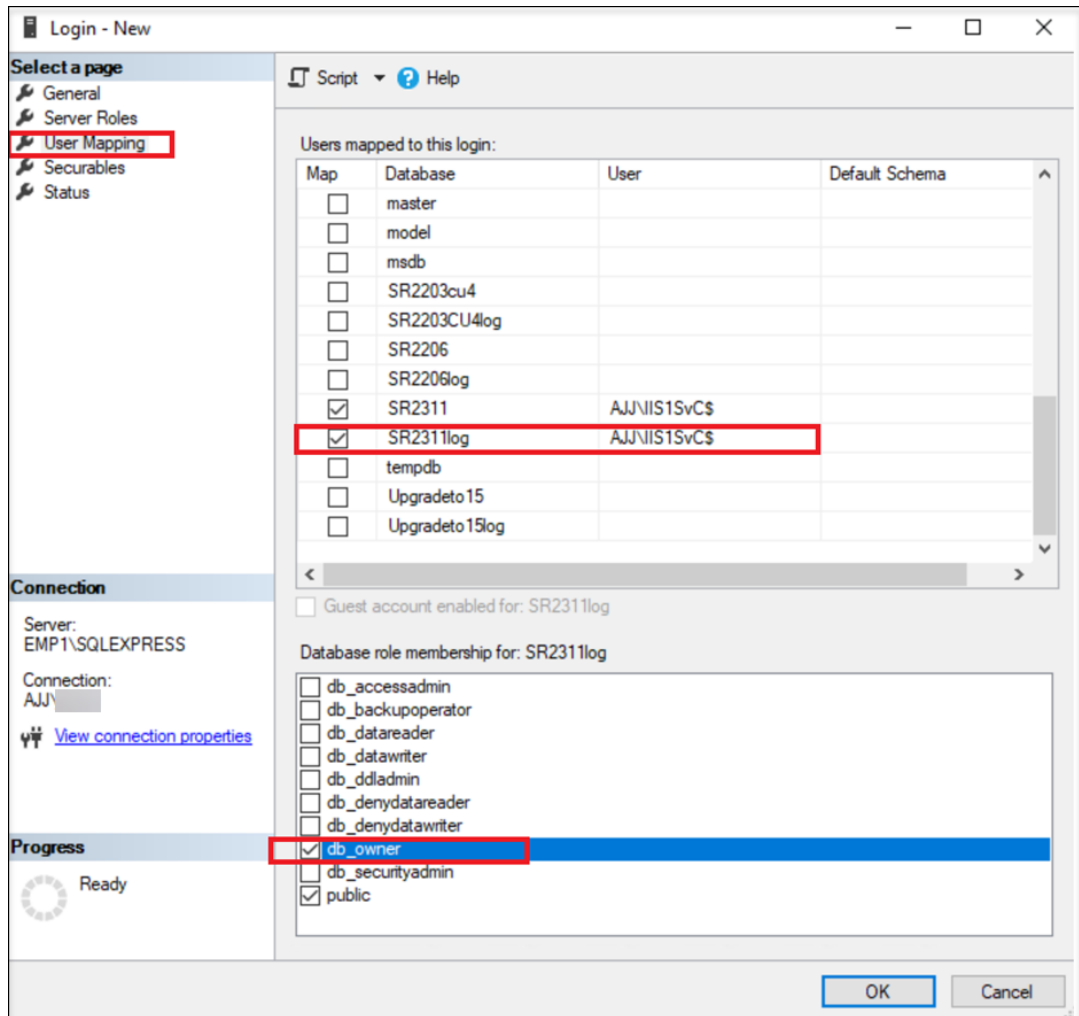 Login - New
Select a page
General
Server Roles
User Mapping
Securables
Status
Script Help
Users mapped to this login:
Map Database User Default Schema
master
model
msdb
SR2203cu4
SR2203CU4log
SR2206
SR2206log
SR2311 AJJ\IIS1SvC$
SR2311log AJJ\IIS1SvC$
tempdb
Upgradeto15
Upgradeto15log
Guest account enabled for: SR2311log
Database role membership for: SR2311log
db_accessadmin
db_backupoperator
db_datareader
db_datawriter
db_ddladmin
db_denydatareader
db_denydatawriter
db_owner
db_securityadmin
public
Connection
Server:
EMP1\SQLEXPRESS
Connection:
AJJ\
View connection properties
Progress
Ready
OK Cancel